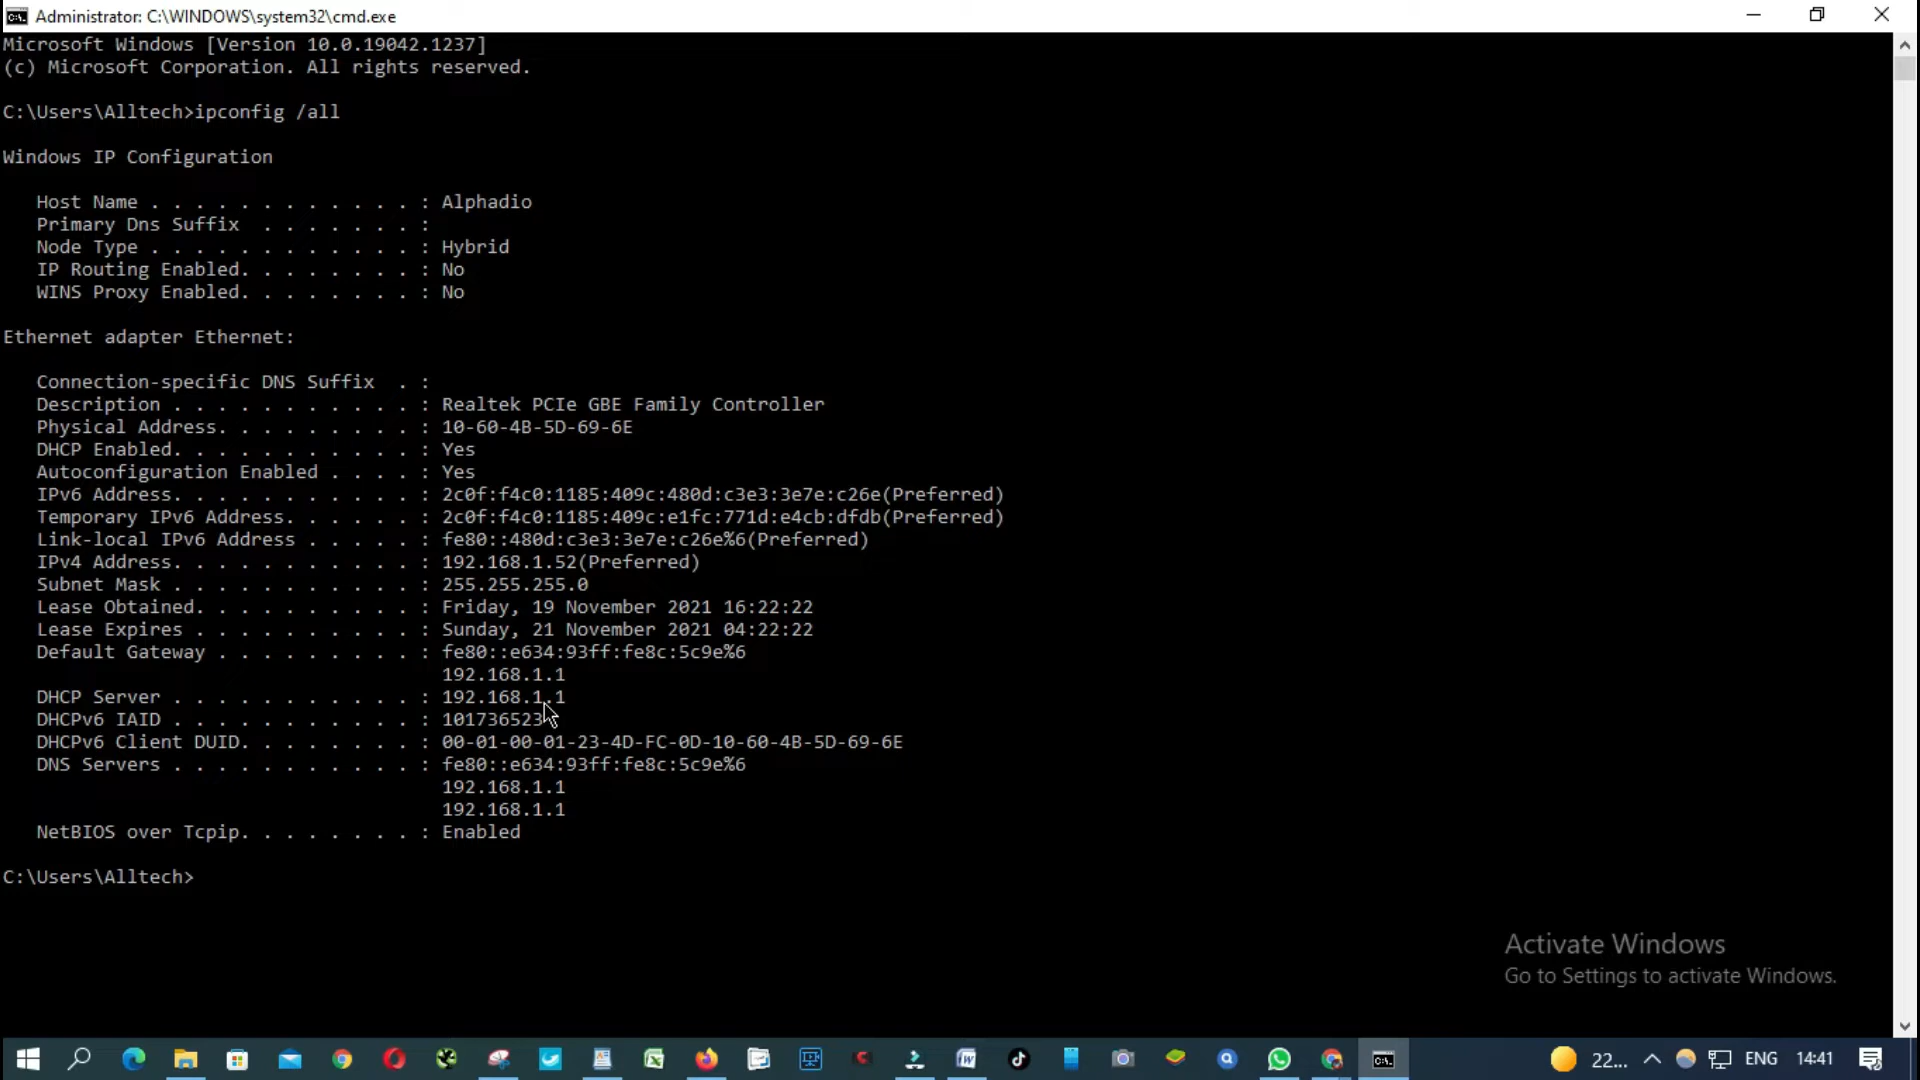 Administrator: C:\WINDOWS\system32\cmd.exe
Microsoft Windows [Version 10.0.19042.1237]
(c) Microsoft Corporation. All rights reserved.
C:\Users\Alltech>ipconfig /all
Windows IP Configuration
Host Name . . . . . . . . . . . . : Alphadio
Primary Dns Suffix  . . . . . . . :
Node Type . . . . . . . . . . . . : Hybrid
IP Routing Enabled. . . . . . . . : No
WINS Proxy Enabled. . . . . . . . : No
Ethernet adapter Ethernet:
Connection-specific DNS Suffix  . :
Description . . . . . . . . . . . : Realtek PCIe GBE Family Controller
Physical Address. . . . . . . . . : 10-60-4B-5D-69-6E
DHCP Enabled. . . . . . . . . . . : Yes
Autoconfiguration Enabled . . . . : Yes
IPv6 Address. . . . . . . . . . . : 2c0f:f4c0:1185:409c:480d:c3e3:3e7e:c26e(Preferred)
Temporary IPv6 Address. . . . . . : 2c0f:f4c0:1185:409c:e1fc:771d:e4cb:dfdb(Preferred)
Link-local IPv6 Address . . . . . : fe80::480d:c3e3:3e7e:c26e%6(Preferred)
IPv4 Address. . . . . . . . . . . : 192.168.1.52(Preferred)
Subnet Mask . . . . . . . . . . . : 255.255.255.0
Lease Obtained. . . . . . . . . . : Friday, 19 November 2021 16:22:22
Lease Expires . . . . . . . . . . : Sunday, 21 November 2021 04:22:22
Default Gateway . . . . . . . . . : fe80::e634:93ff:fe8c:5c9e%6
192.168.1.1
DHCP Server . . . . . . . . . . . : 192.168.1.1
DHCPv6 IAID . . . . . . . . . . . : 101736523
DHCPv6 Client DUID. . . . . . . . : 00-01-00-01-23-4D-FC-0D-10-60-4B-5D-69-6E
DNS Servers . . . . . . . . . . . : fe80::e634:93ff:fe8c:5c9e%6
192.168.1.1
192.168.1.1
NetBIOS over Tcpip. . . . . . . . : Enabled
C:\Users\Alltech>
Activate Windows
Go to Settings to activate Windows.
22... ENG 14:41